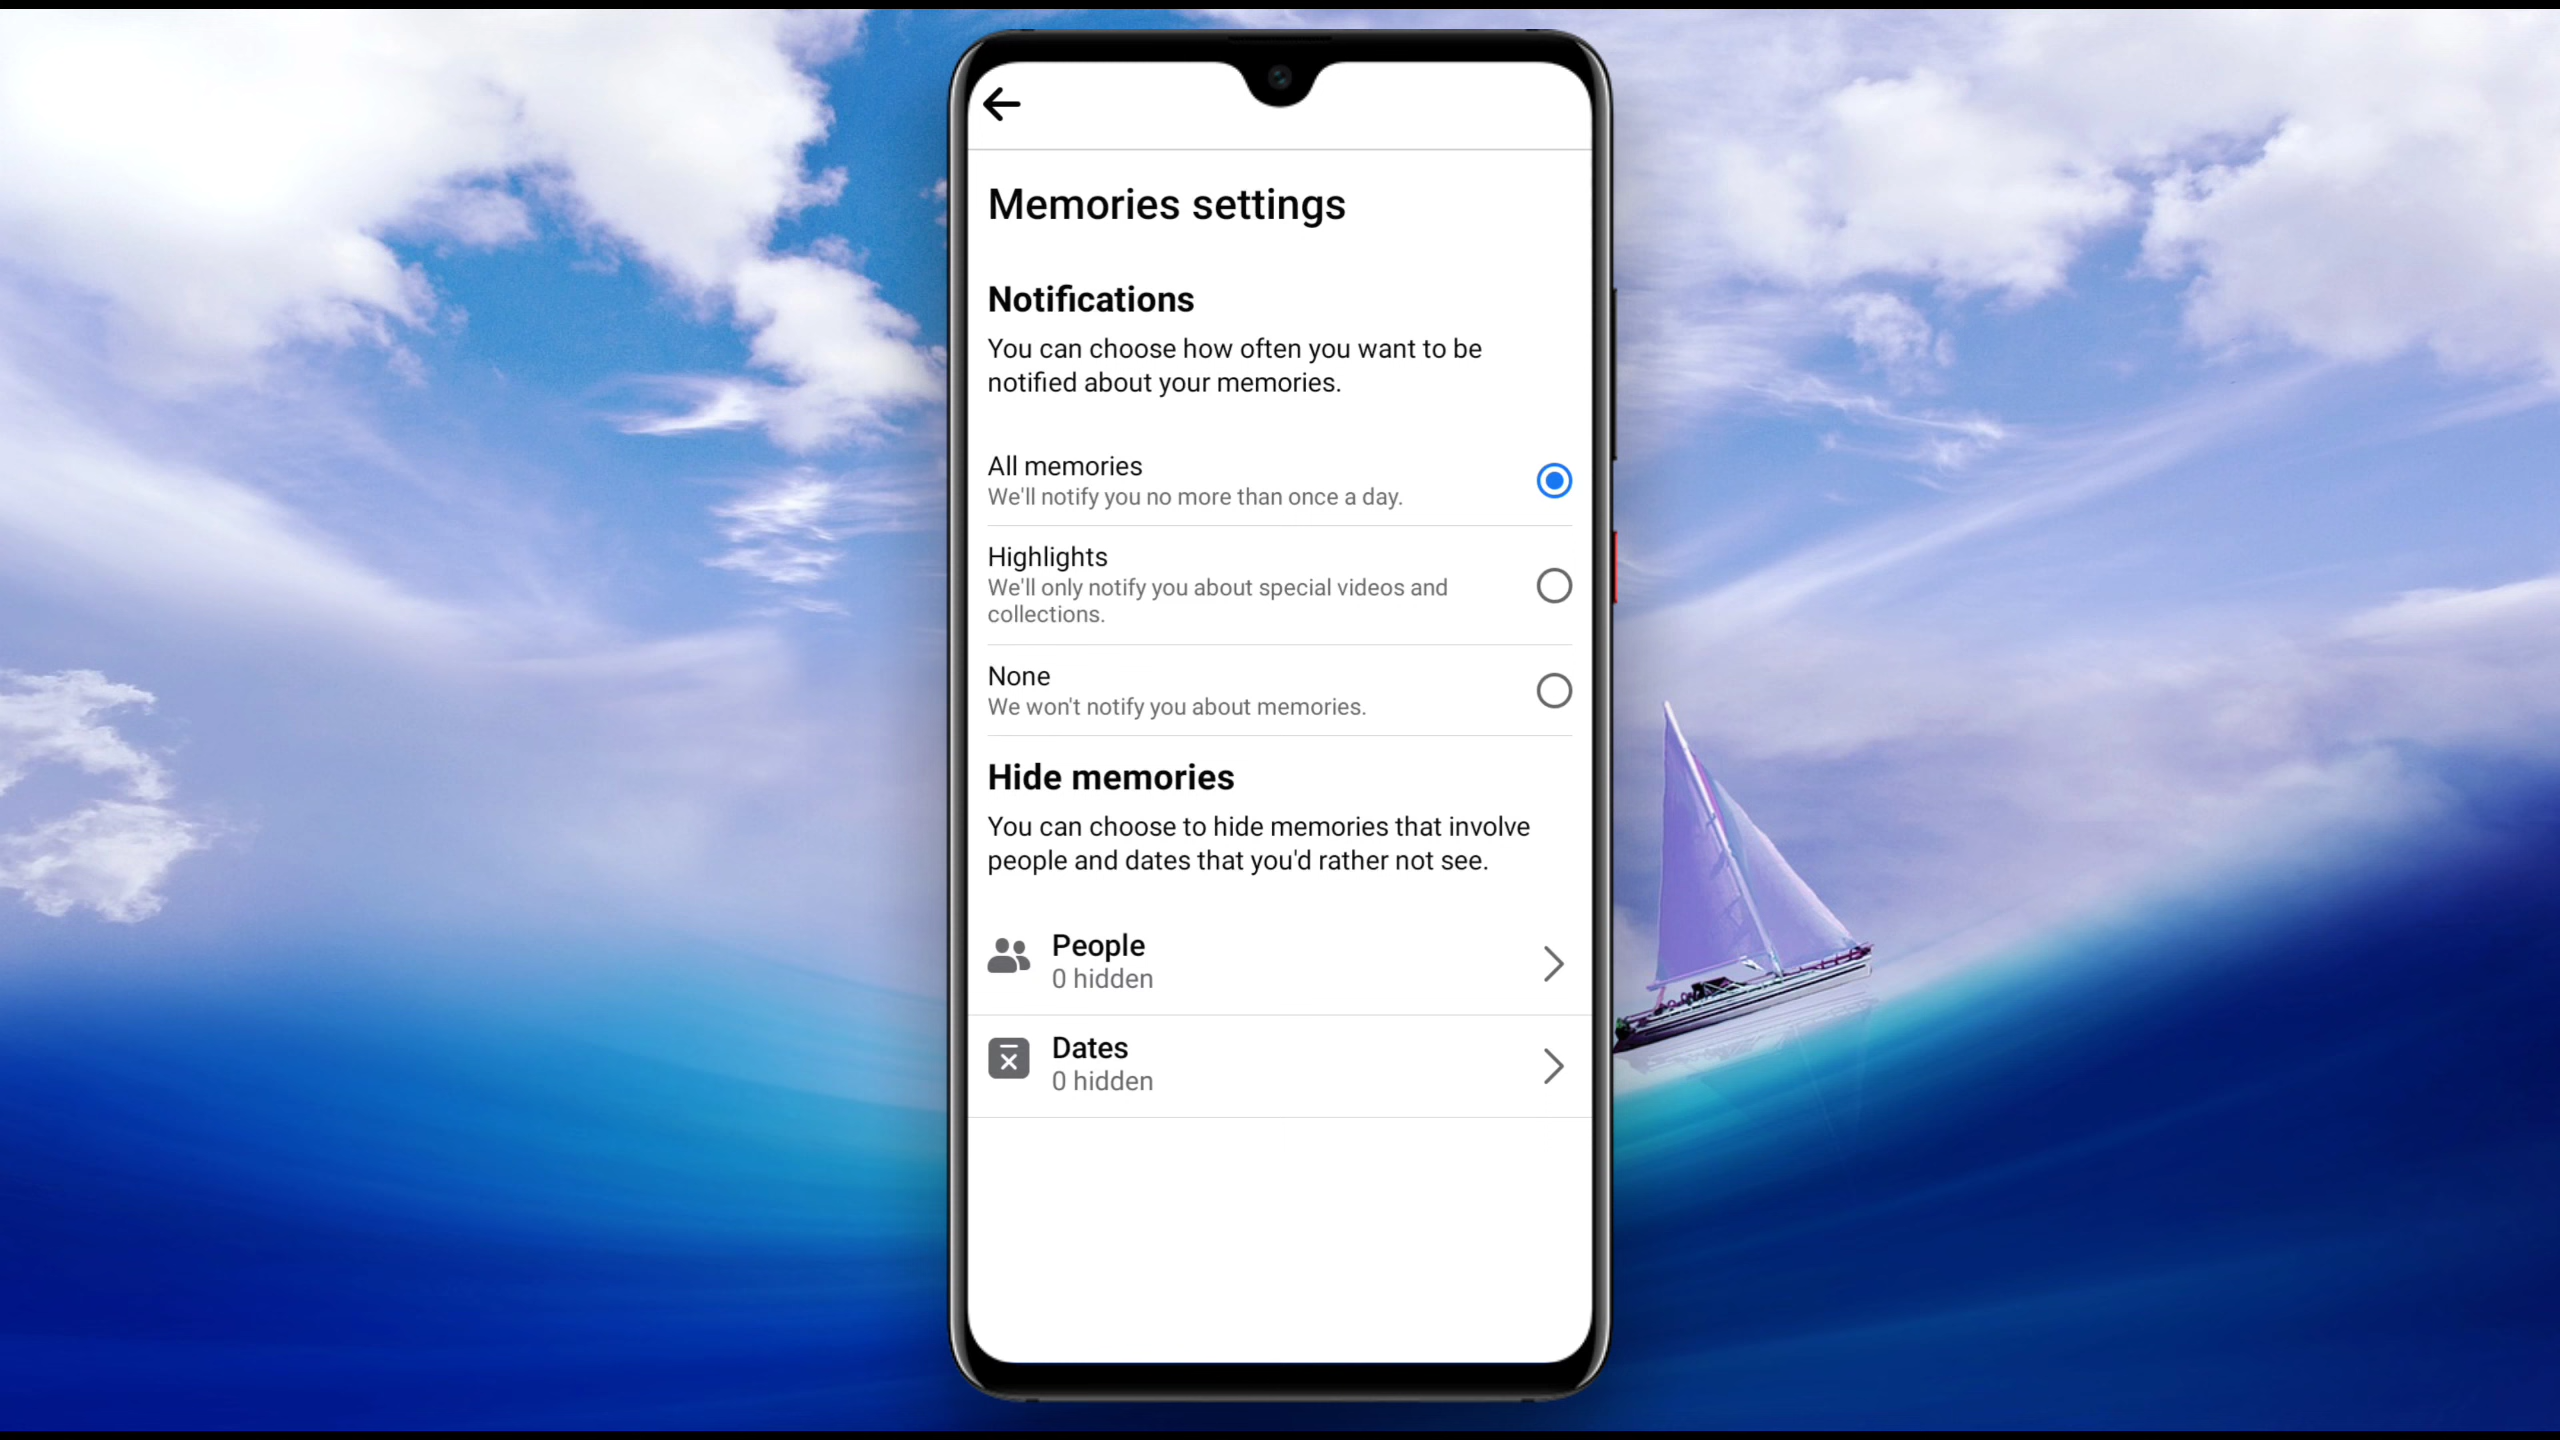 Memories settings
Notifications
You can choose how often you want to be
notified about your memories.
All memories
We'll notify you no more than once a day.
Highlights
We'll only notify you about special videos and
collections.
None
We won't notify you about memories.
Hide memories
You can choose to hide memories that involve
people and dates that you'd rather not see.
People
0 hidden
Dates
0 hidden